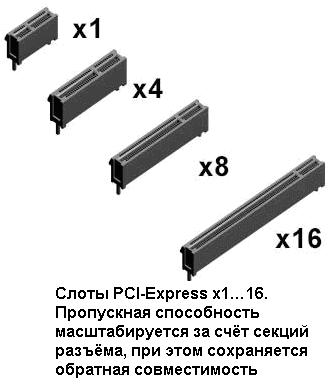 x1
x4
x8
x16
Слоты PCI-Express x1...16.
Пропускная способность
масштабируется за счёт секций
разъёма, при этом сохраняется
обратная совместимость